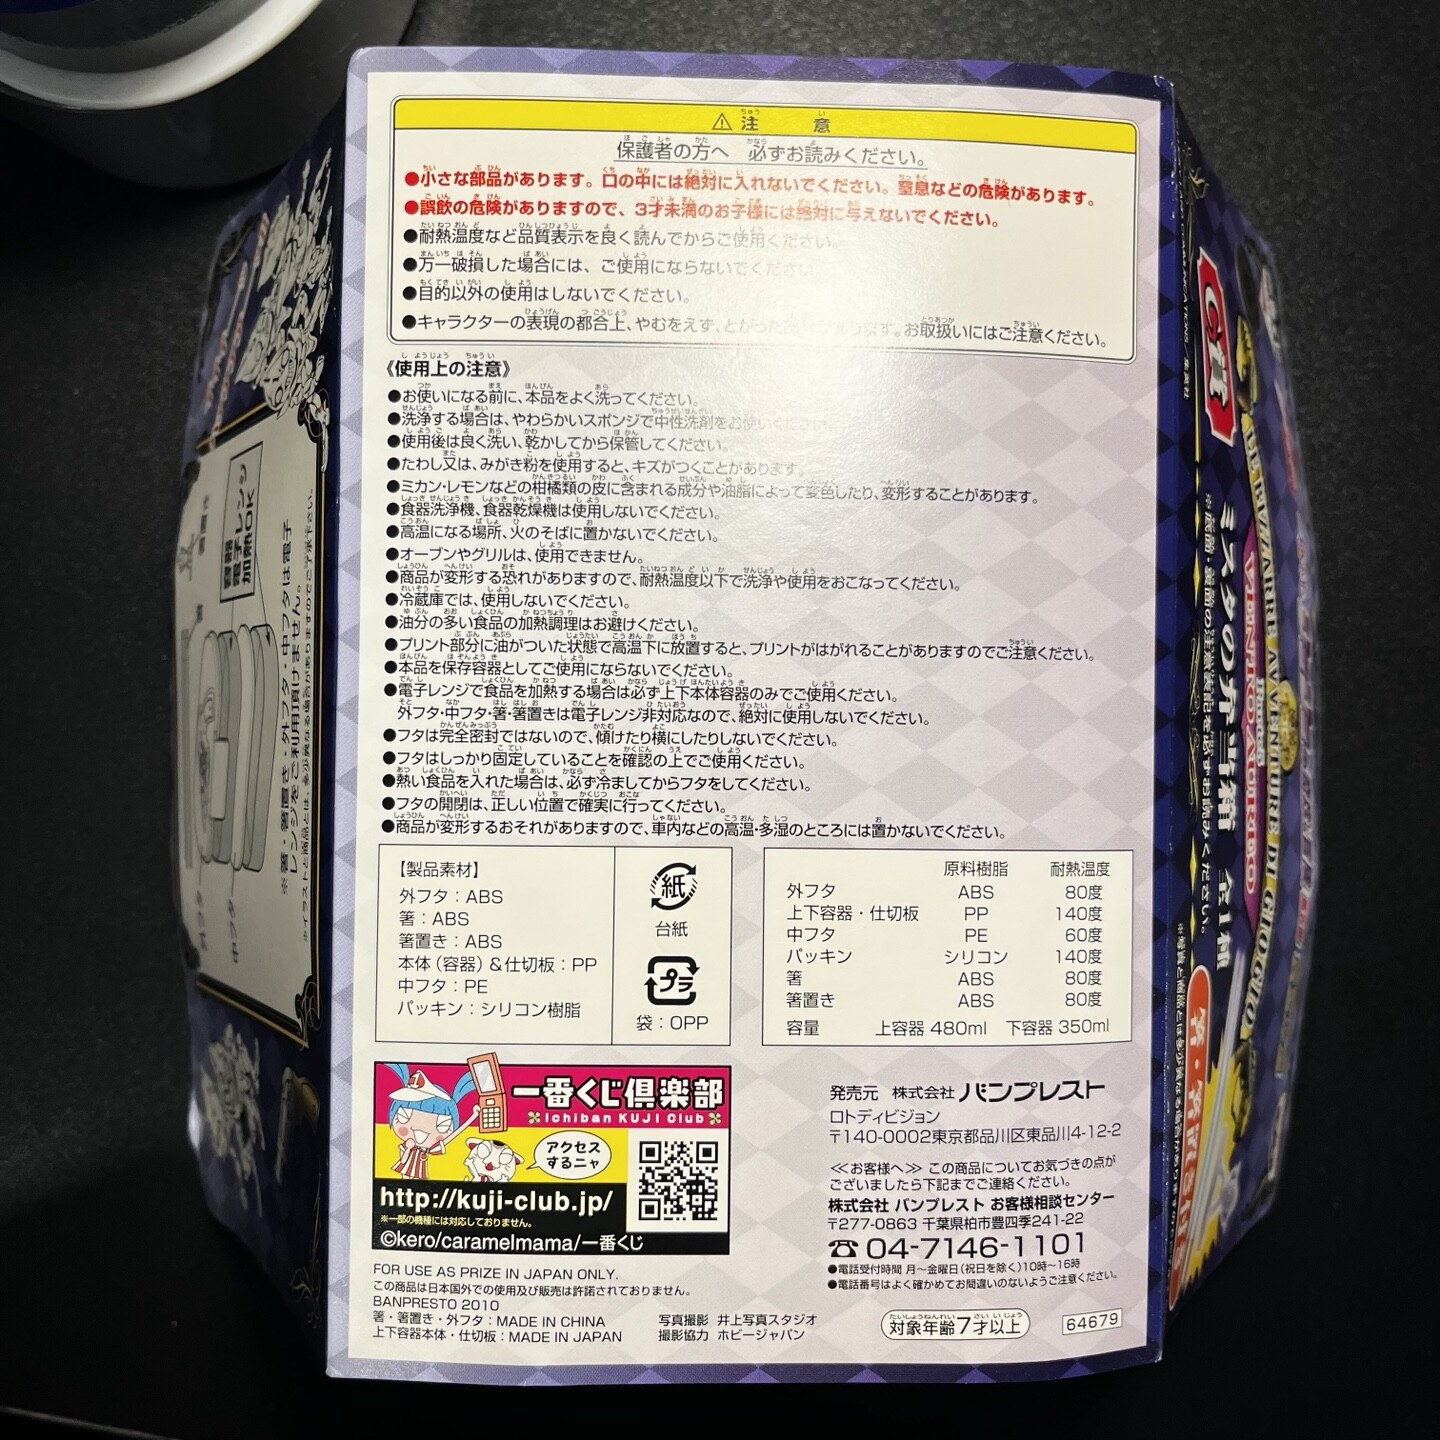 ⚠注意
保護者の方へ 必ずお読みください。
●小さな部品があります。口の中には絶対に入れないでください。窒息などの危険があります。
●誤飲の危険がありますので、3才未満のお子様には絶対に与えないでください。
●耐熱温度など品質表示を良く読んでからご使用ください。
●万一破損した場合には、ご使用にならないでください。
●目的以外の使用はしないでください。
●キャラクターの表現の都合上、やむをえず、とがった部分があります。お取扱いにはご注意ください。
《使用上の注意》
●お使いになる前に、本品をよく洗ってください。
●洗浄する場合は、やわらかいスポンジで中性洗剤をお使いください。
●使用後は良く洗い、乾かしてから保管してください。
●たわし又は、みがき粉を使用すると、キズがつくことがあります。
●ミカン・レモンなどの柑橘類の皮に含まれる成分や油脂によって変色したり、変形することがあります。
●食器洗浄機、食器乾燥機は使用しないでください。
●高温になる場所、火のそばに置かないでください。
●オーブンやグリルは、使用できません。
●商品が変形する恐れがありますので、耐熱温度以下で洗浄や使用をおこなってください。
●冷蔵庫では、使用しないでください。
●油分の多い食品の加熱調理はお避けください。
●プリント部分に油がついた状態で高温下に放置すると、プリントがはがれることがありますのでご注意ください。
●本品を保存容器としてご使用にならないでください。
●電子レンジで食品を加熱する場合は必ず上下本体容器のみでご使用ください。
外フタ・中フタ・箸・箸置きは電子レンジ非対応なので、絶対に使用しないでください。
●フタは完全密封ではないので、傾けたり横にしたりしないでください。
●フタはしっかり固定していることを確認の上でご使用ください。
●熱い食品を入れた場合は、必ず冷ましてからフタをしてください。
●フタの開閉は、正しい位置で確実に行ってください。
●商品が変形するおそれがありますので、車内などの高温・多湿のところには置かないでください。
【製品素材】
外フタ：ABS
箸：ABS
箸置き：ABS
本体(容器)&仕切板：PP
中フタ：PE
パッキン：シリコン樹脂
紙
台紙
プラ
袋：OPP
原料樹脂 耐熱温度
外フタ ABS 80度
上下容器・仕切板 PP 140度
中フタ PE 60度
パッキン シリコン 140度
箸 ABS 80度
箸置き ABS 80度
容量 上容器 480ml 下容器 350ml
一番くじ倶楽部
Ichiban KUJI Club
アクセス
するニャ
http://kuji-club.jp/
※一部の機種には対応しておりません。
©kero/caramelmama/一番くじ
FOR USE AS PRIZE IN JAPAN ONLY.
この商品は日本国外での使用及び販売は許諾されておりません。
BANPRESTO 2010
箸・箸置き・外フタ：MADE IN CHINA
上下容器本体・仕切板：MADE IN JAPAN
写真撮影 井上写真スタジオ
撮影協力 ホビージャパン
発売元 株式会社 バンプレスト
ロトディビジョン
〒140-0002東京都品川区東品川4-12-2
≪お客様へ≫ この商品についてお気づきの点が
ございましたら下記までご連絡ください。
株式会社 バンプレスト お客様相談センター
〒277-0863 千葉県柏市豊四季241-22
☎04-7146-1101
●電話受付時間 月～金曜日(祝日を除く)10時～16時
●電話番号はよく確かめてお間違いのないようご注意ください。
対象年齢7才以上
64679
G賞
LE BIZZARRE AVVENTURE DI GIOGIO
VENTO AUREO
ミスタのお弁当箱 全1種
容器
電子レンジ
加熱OK
※箸・箸置き・外フタ・中フタは電子
レンジをご利用頂けません。
中フタ